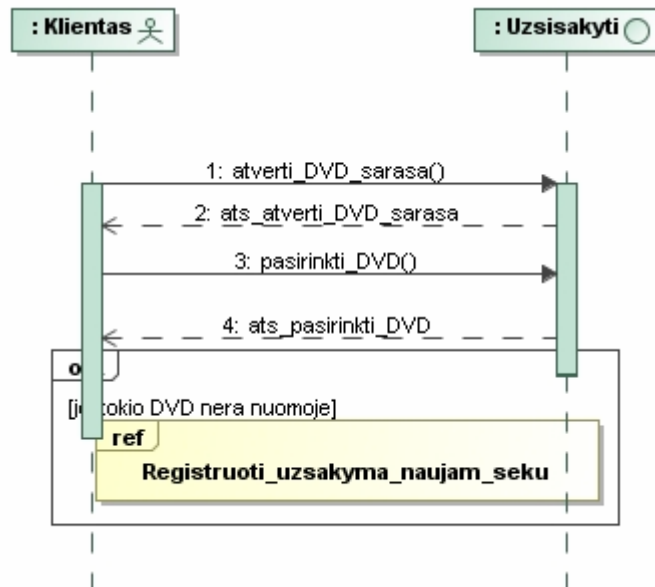 : Klientas
: Uzsisakyti
1: atverti_DVD_sarasa()
2: ats_atverti_DVD_sarasa
3: pasirinkti_DVD()
4: ats_pasirinkti_DVD
tokio DVD nera nuomoje]
ref
Registruoti_uzsakyma_naujam_seku